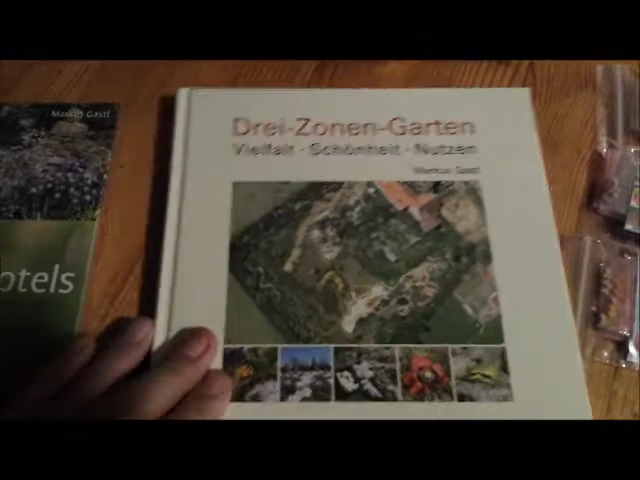 Markus Gastl
otels
Drei-Zonen-Garten
Vielfalt · Schönheit · Nutzen
Markus Gastl